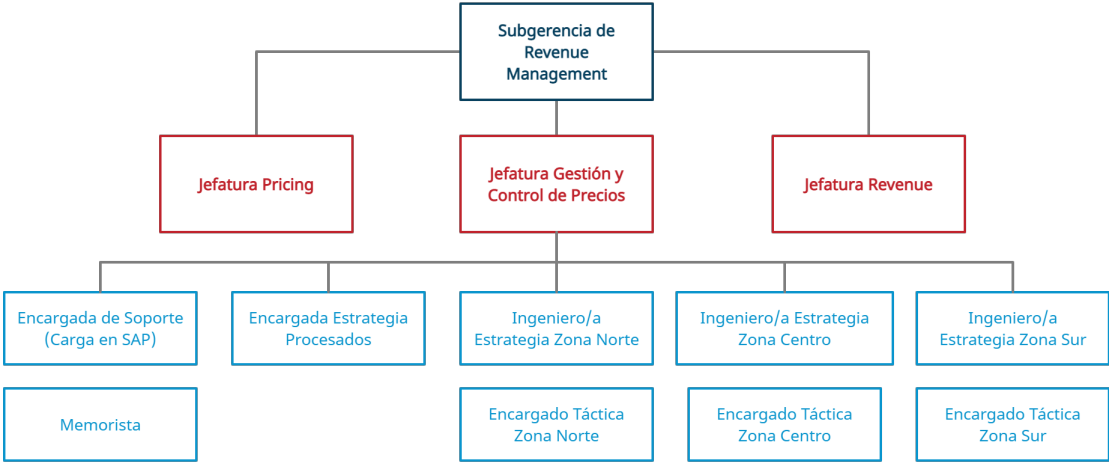 Subgerencia de
Revenue
Management
Jefatura Pricing
Jefatura Gestión y
Control de Precios
Jefatura Revenue
Encargada de Soporte
(Carga en SAP)
Encargada Estrategia
Procesados
Ingeniero/a
Estrategia Zona Norte
Ingeniero/a Estrategia
Zona Centro
Ingeniero/a
Estrategia Zona Sur
Memorista
Encargado Táctica
Zona Norte
Encargado Táctica
Zona Centro
Encargado Táctica
Zona Sur